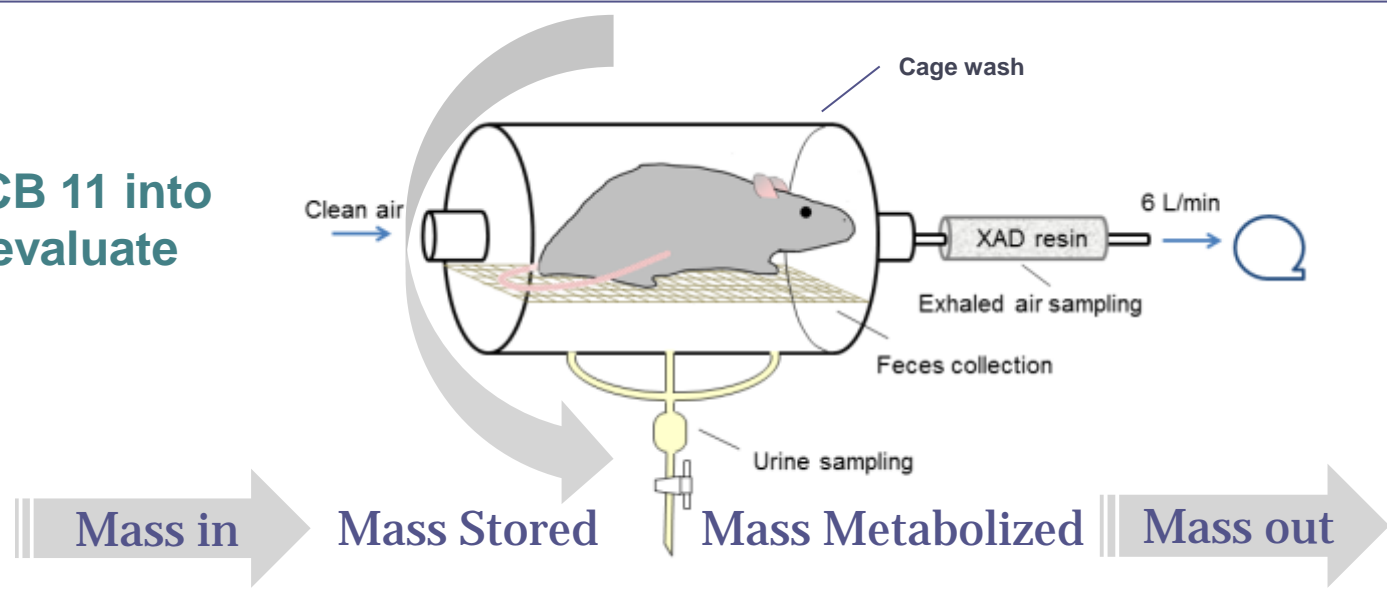 Cage wash
CB 11 into
evaluate
Clean air
6 L/min
XAD resin
Exhaled air sampling
Feces collection
Urine sampling
Mass in
Mass Stored
Mass Metabolized
Mass out